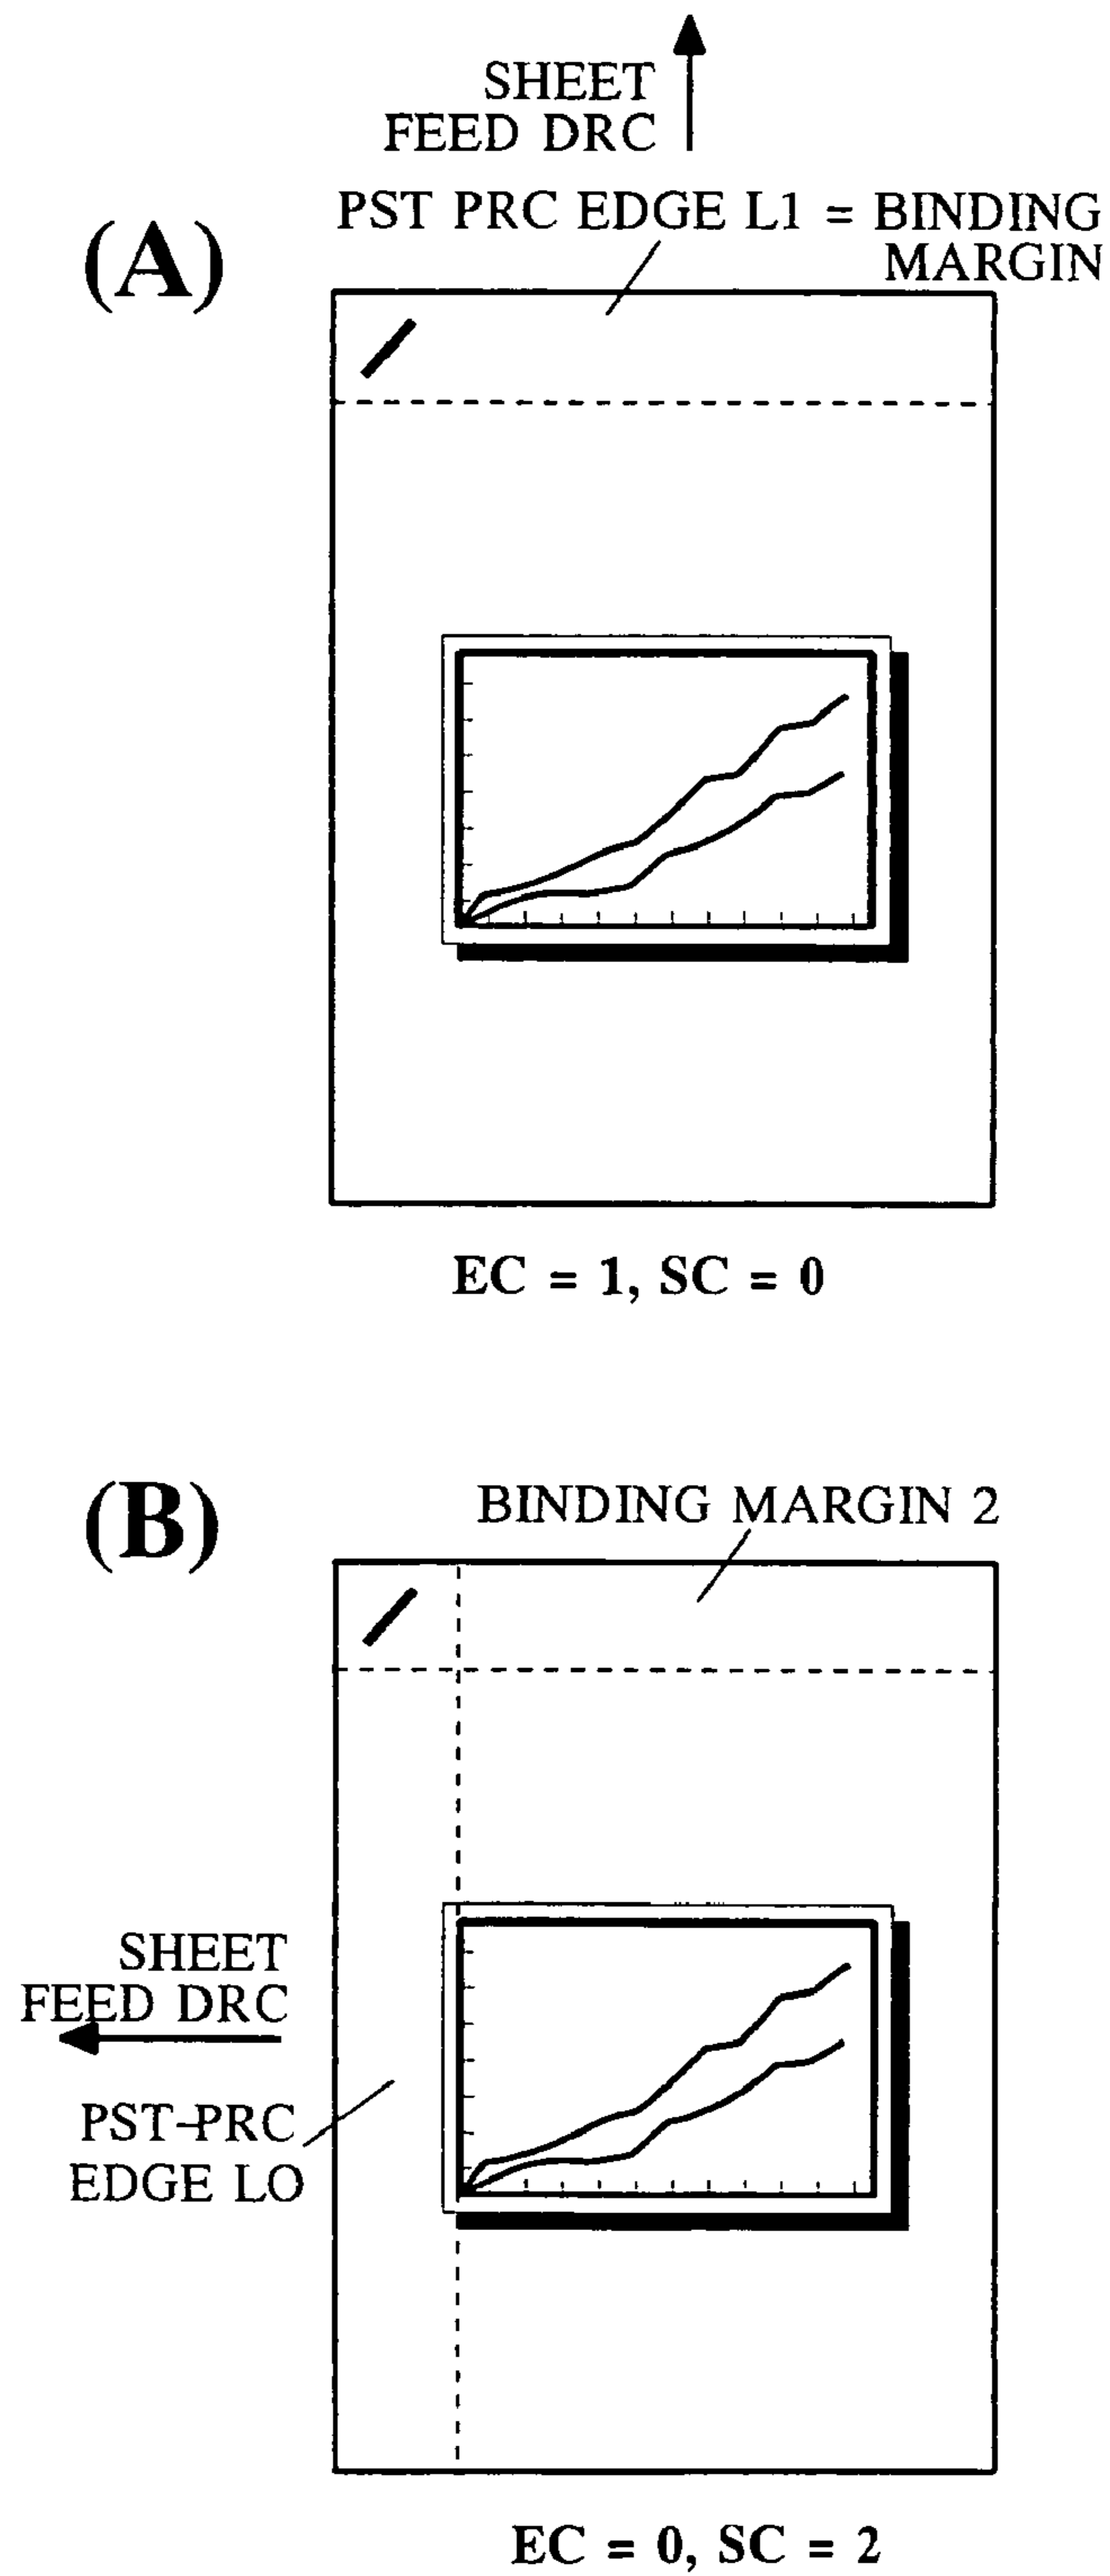 SHEET
FEED DRC
PST PRC EDGE L1 = BINDING
MARGIN
(A)
EC = 1, SC = 0
(B)
BINDING MARGIN 2
SHEET
FEED DRC
PST-PRC
EDGE LO
EC = 0, SC = 2